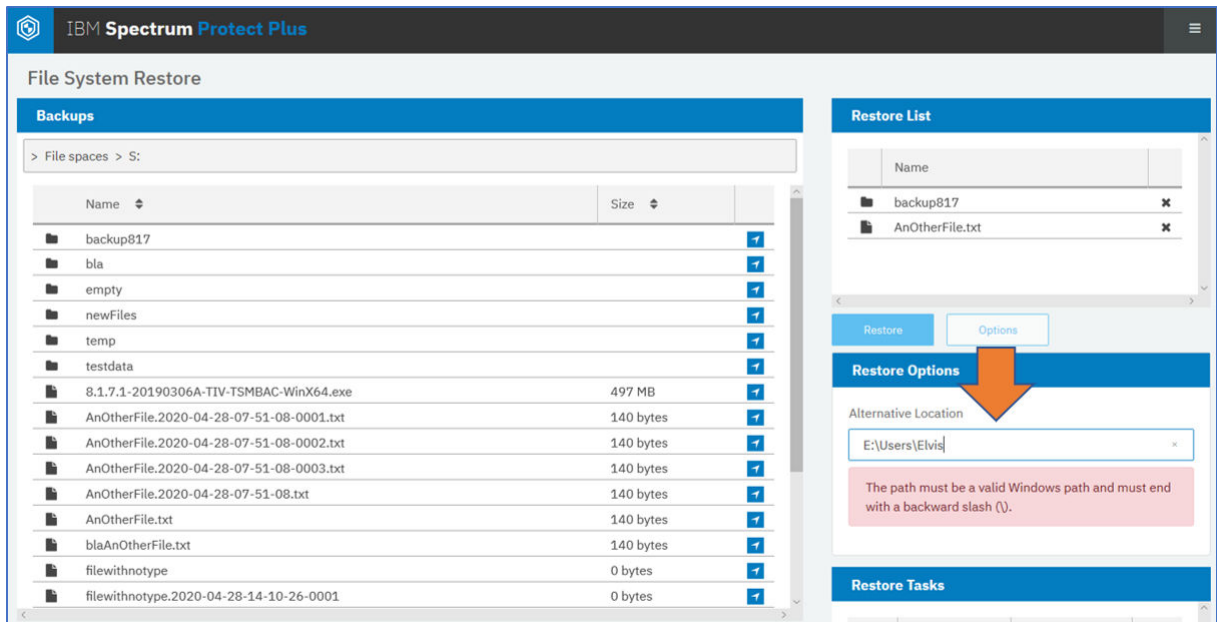 IBM Spectrum Protect Plus
File System Restore
Backups
> File spaces > S:
Name Size
backup817
bla
empty
newFiles
temp
testdata
8.1.7.1-20190306A-TIV-TSMBAC-WinX64.exe 497 MB
AnOtherFile.2020-04-28-07-51-08-0001.txt 140 bytes
AnOtherFile.2020-04-28-07-51-08-0002.txt 140 bytes
AnOtherFile.2020-04-28-07-51-08-0003.txt 140 bytes
AnOtherFile.2020-04-28-07-51-08.txt 140 bytes
AnOtherFile.txt 140 bytes
blaAnOtherFile.txt 140 bytes
filewithnotype 0 bytes
filewithnotype.2020-04-28-14-10-26-0001 0 bytes
Restore List
Name
backup817
AnOtherFile.txt
Restore Options
Restore Options
Alternative Location
E:\Users\Elvis
The path must be a valid Windows path and must end
with a backward slash (\).
Restore Tasks